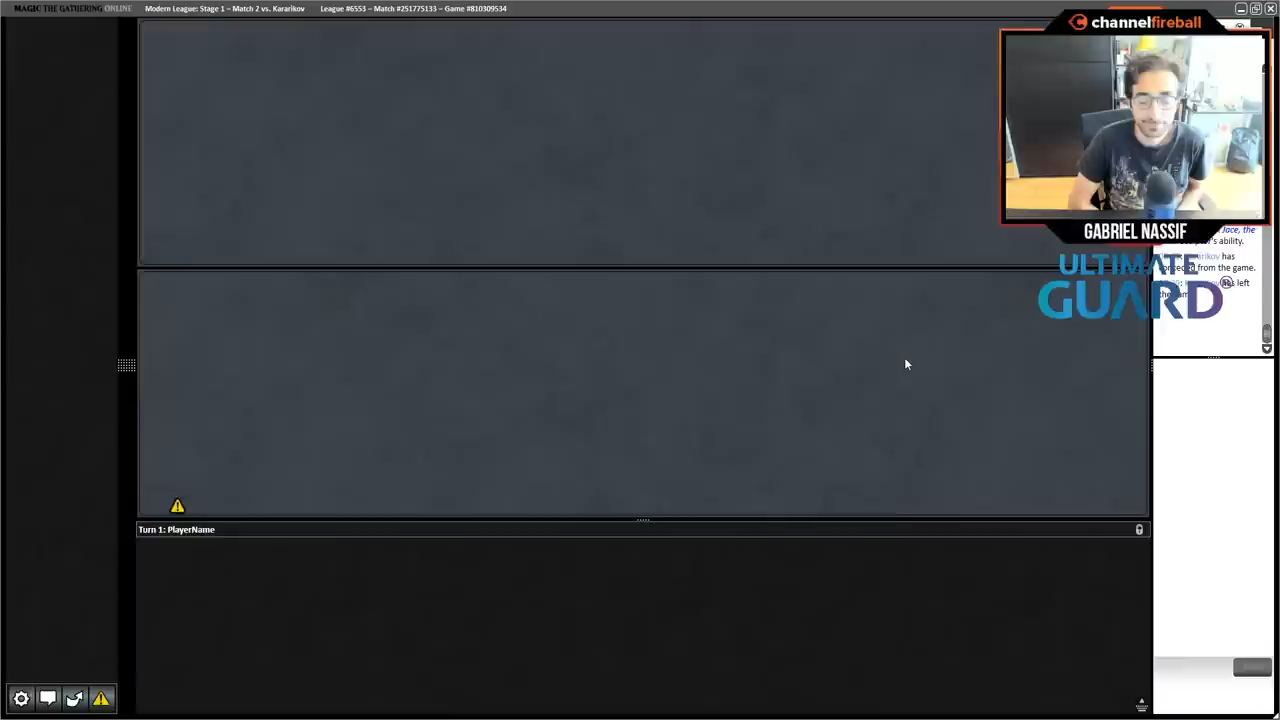 MAGIC THE GATHERING ONLINE
Modern League: Stage 1 – Match 2 vs. Kararikov League #6553 – Match #251775133 – Game #810309534
channelfireball
GABRIEL NASSIF
Jace, the
's ability.
has
from the game.
left
ULTIMATE
GUARD
Turn 1: PlayerName